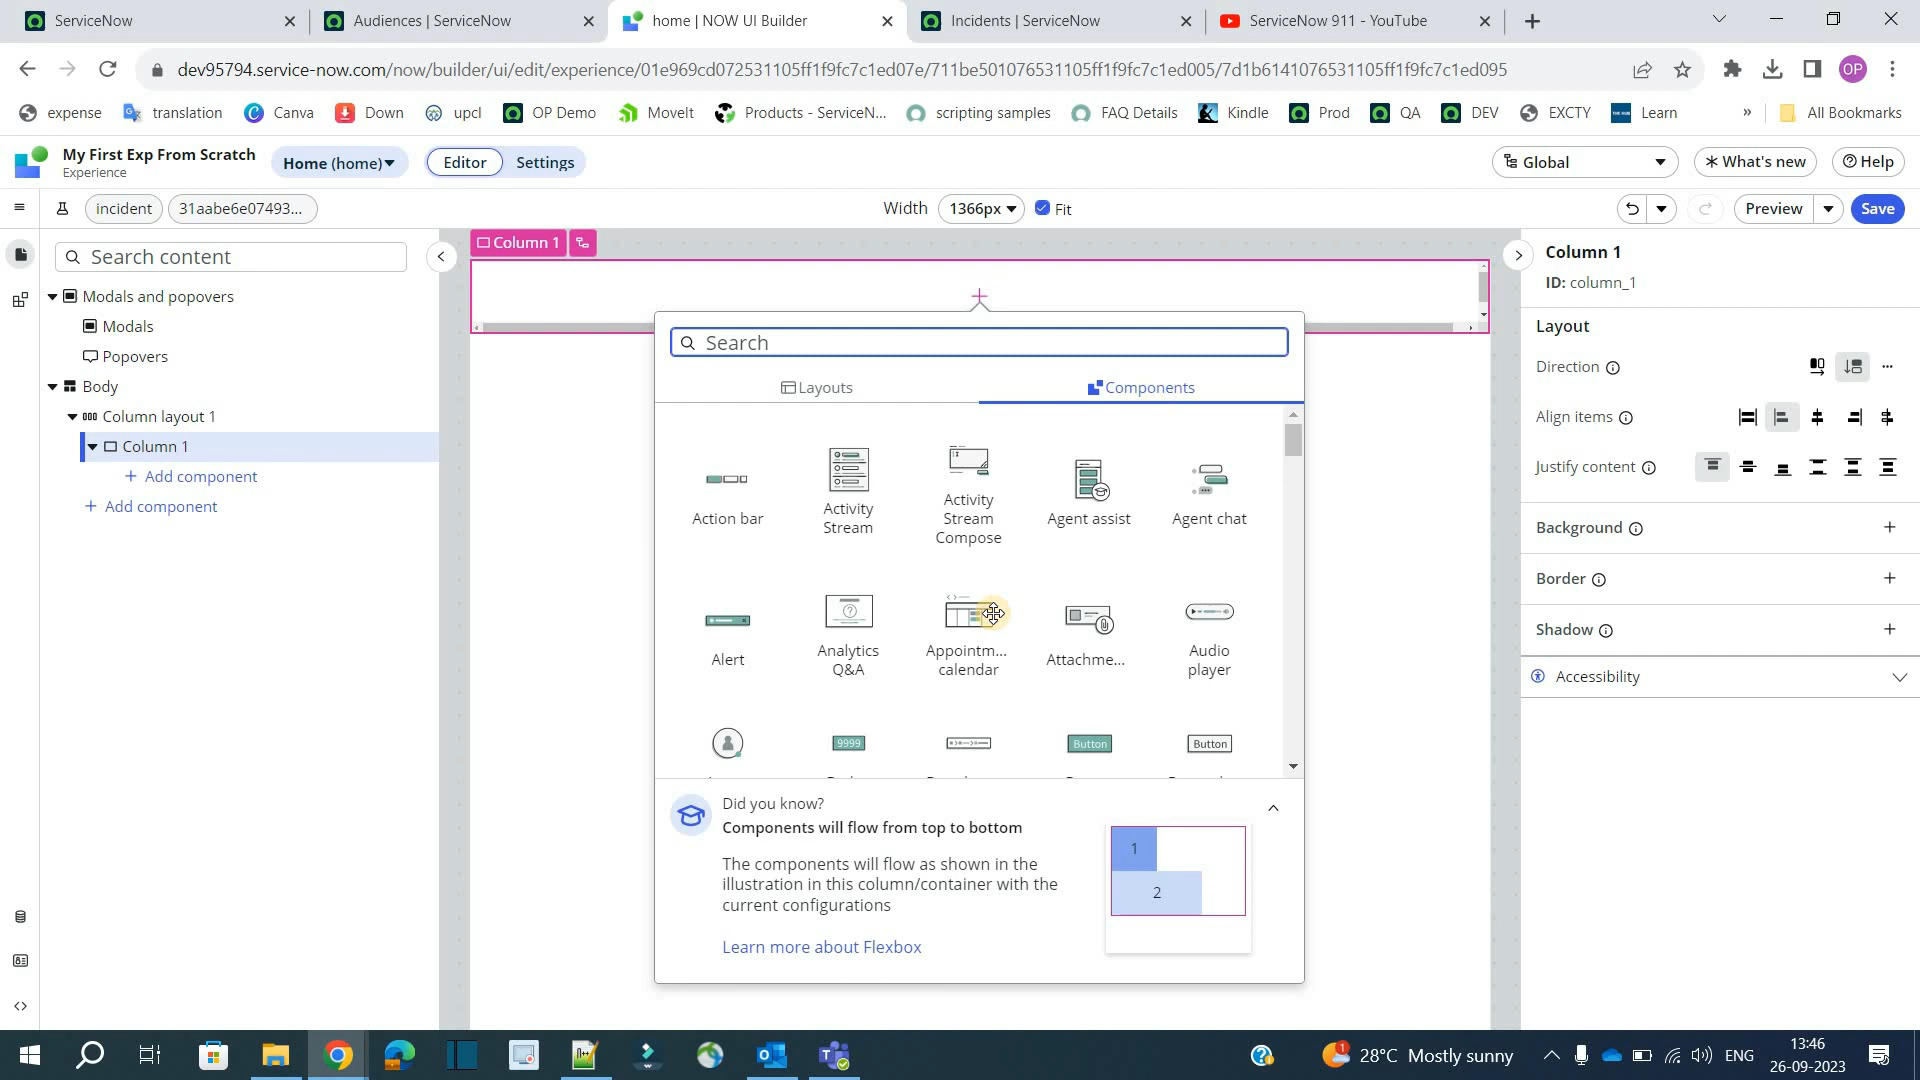 ServiceNow
Audiences | ServiceNow
home | NOW UI Builder
Incidents | ServiceNow
ServiceNow 911 - YouTube
dev95794.service-now.com/now/builder/ui/edit/experience/01e969cd072531105ff1f9fc7c1ed07e/711be501076531105ff1f9fc7c1ed005/7d1b6141076531105ff1f9fc7c1ed095
OP
expense
translation
Canva
Down
upcl
OP Demo
MoveIt
Products - ServiceN...
scripting samples
FAQ Details
Kindle
Prod
QA
DEV
EXCTY
Learn
»
All Bookmarks
My First Exp From Scratch
Experience
Home (home)
Editor
Settings
Global
What's new
Help
incident
31aabe6e07493...
Width
1366px
Fit
Preview
Save
Search content
Modals and popovers
Modals
Popovers
Body
Column layout 1
Column 1
+ Add component
+ Add component
Column 1
Search
Layouts
Components
Action bar
Activity
Stream
Activity
Stream
Compose
Agent assist
Agent chat
Alert
Analytics
Q&A
Appointm...
calendar
Attachme...
Audio
player
9999
Button
Button
Did you know?
Components will flow from top to bottom
The components will flow as shown in the
illustration in this column/container with the
current configurations
Learn more about Flexbox
1
2
Column 1
ID: column_1
Layout
Direction
Align items
Justify content
Background
Border
Shadow
Accessibility
1
28°C Mostly sunny
ENG
13:46
26-09-2023